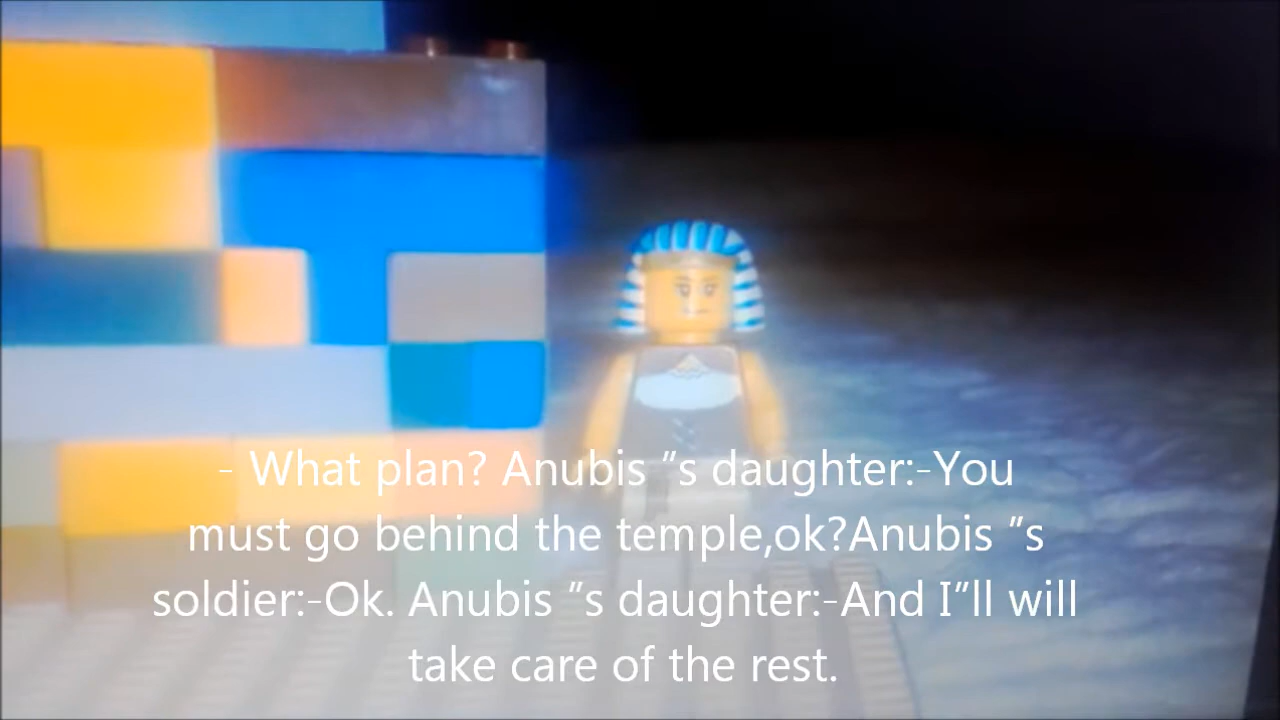 - What plan? Anubis ”s daughter:-You
must go behind the temple,ok?Anubis ”s
soldier:-Ok. Anubis ”s daughter:-And I”ll will
take care of the rest.